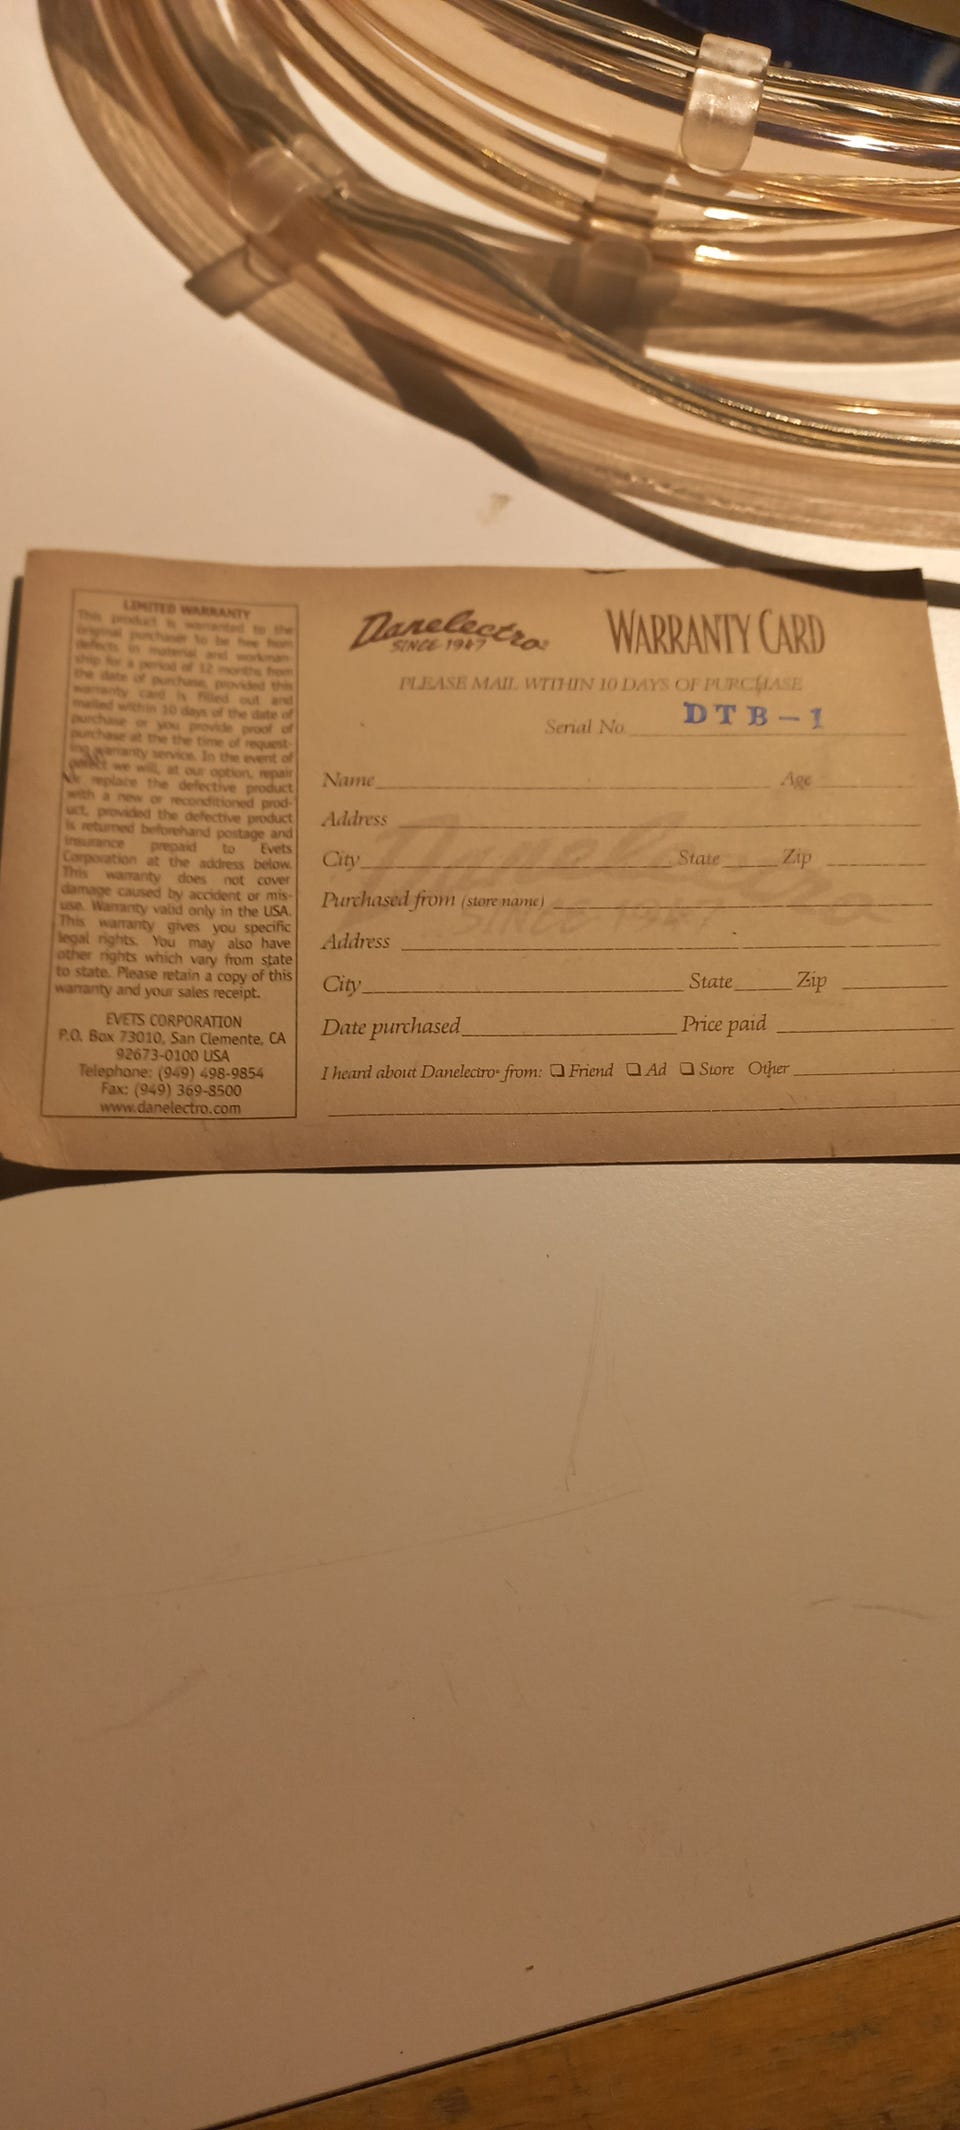 LIMITED WARRANTY
This product is warranted to the
original purchaser to be free from
defects in material and workman-
ship for a period of 12 months from
the date of purchase, provided this
warranty card is filled out and
mailed within 10 days of the date of
purchase or you provide proof of
purchase at the the time of request-
ing warranty service. In the event of
defect we will, at our option, repair
or replace the defective product
with a new or reconditioned prod-
uct, provided the defective product
is returned beforehand postage and
insurance prepaid to Evets
Corporation at the address below.
This warranty does not cover
damage caused by accident or mis-
use. Warranty valid only in the USA.
This warranty gives you specific
legal rights. You may also have
other rights which vary from state
to state. Please retain a copy of this
warranty and your sales receipt.
EVETS CORPORATION
P.O. Box 73010, San Clemente, CA
92673-0100 USA
Telephone: (949) 498-9854
Fax: (949) 369-8500
www.danelectro.com
Danelectro®
SINCE 1947
WARRANTY CARD
PLEASE MAIL WITHIN 10 DAYS OF PURCHASE
Serial No. DTB-1
Name Age
Address
City State Zip
Purchased from (store name)
Address
City State Zip
Date purchased Price paid
I heard about Danelectro® from: ❏ Friend ❏ Ad ❏ Store Other
Danelectro
SINCE 1947